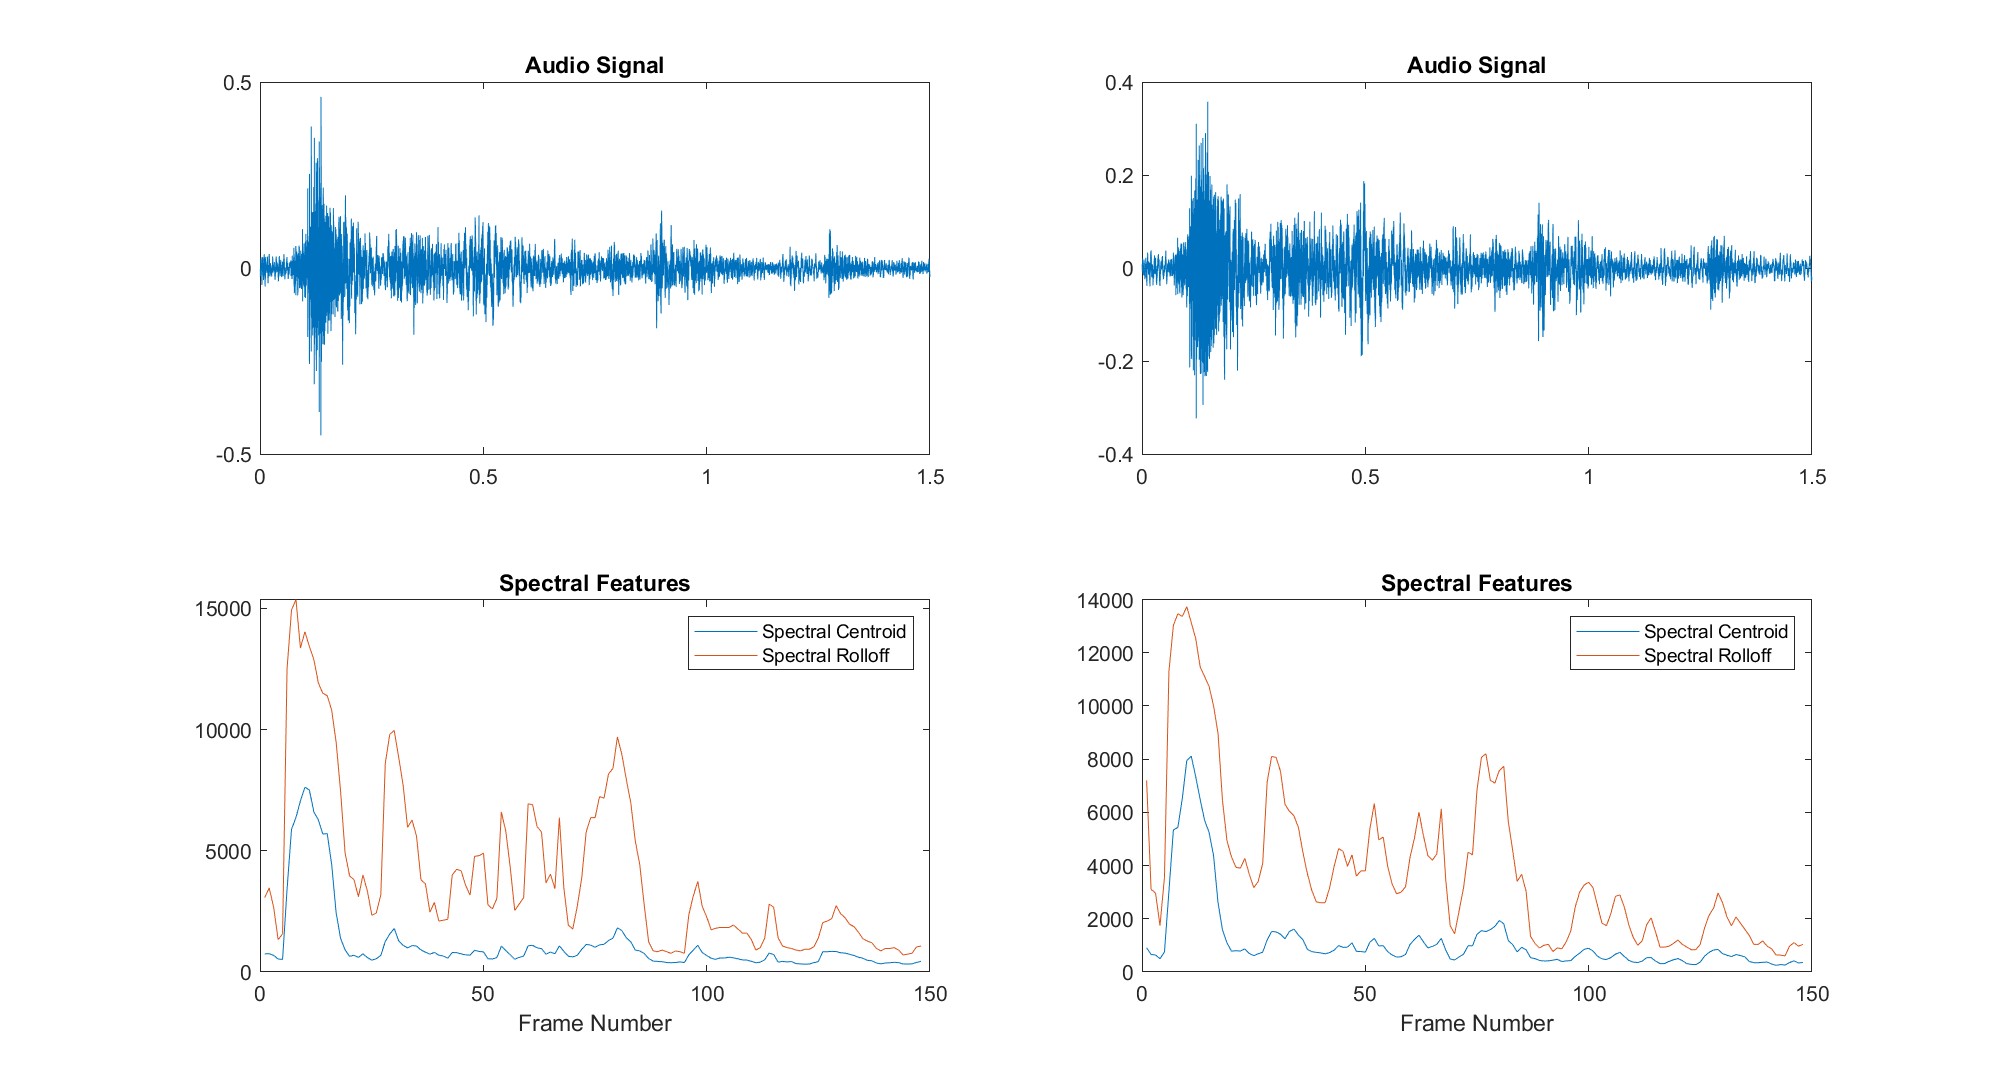 Audio Signal
0.5
0
-0.5
0 0.5 1 1.5
Audio Signal
0.4
0.2
0
-0.2
-0.4
0 0.5 1 1.5
Spectral Features
15000
10000
5000
0
Spectral Centroid
Spectral Rolloff
0 50 100 150
Frame Number
Spectral Features
14000
12000
10000
8000
6000
4000
2000
0
Spectral Centroid
Spectral Rolloff
0 50 100 150
Frame Number